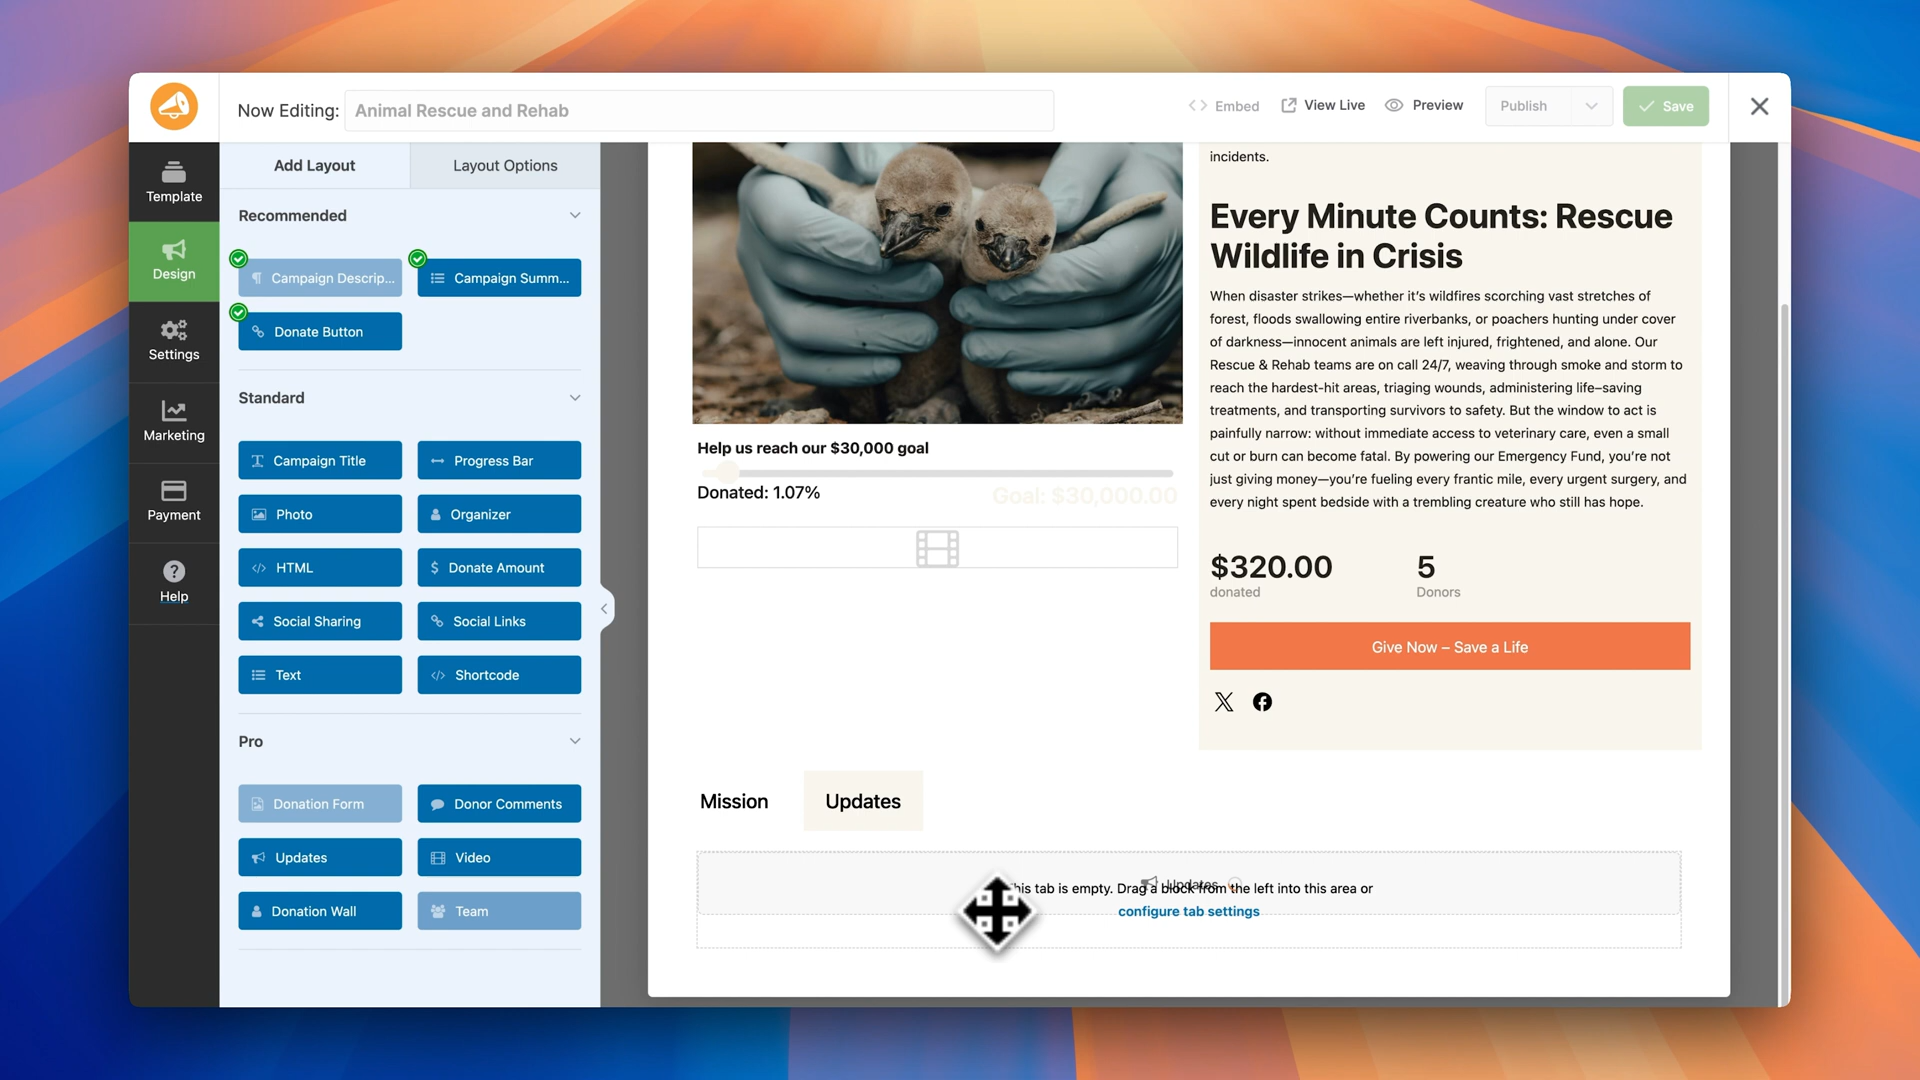 Now Editing:
Animal Rescue and Rehab
Embed
View Live
Preview
Publish
Save
Template
Design
Settings
Marketing
Payment
Help
Add Layout
Layout Options
Recommended
Campaign Descrip...
Campaign Summ...
Donate Button
Standard
Campaign Title
Progress Bar
Photo
Organizer
HTML
Donate Amount
Social Sharing
Social Links
Text
Shortcode
Pro
Donation Form
Donor Comments
Updates
Video
Donation Wall
Team
Help us reach our $30,000 goal
Donated: 1.07%
Goal: $30,000.00
incidents.
Every Minute Counts: Rescue
Wildlife in Crisis
When disaster strikes—whether it's wildfires scorching vast stretches of
forest, floods swallowing entire riverbanks, or poachers hunting under cover
of darkness—innocent animals are left injured, frightened, and alone. Our
Rescue & Rehab teams are on call 24/7, weaving through smoke and storm to
reach the hardest-hit areas, triaging wounds, administering life-saving
treatments, and transporting survivors to safety. But the window to act is
painfully narrow: without immediate access to veterinary care, even a small
cut or burn can become fatal. By powering our Emergency Fund, you're not
just giving money—you're fueling every frantic mile, every urgent surgery, and
every night spent bedside with a trembling creature who still has hope.
$320.00
donated
5
Donors
Give Now – Save a Life
Mission
Updates
Updates
his tab is empty. Drag a block from the left into this area or
configure tab settings